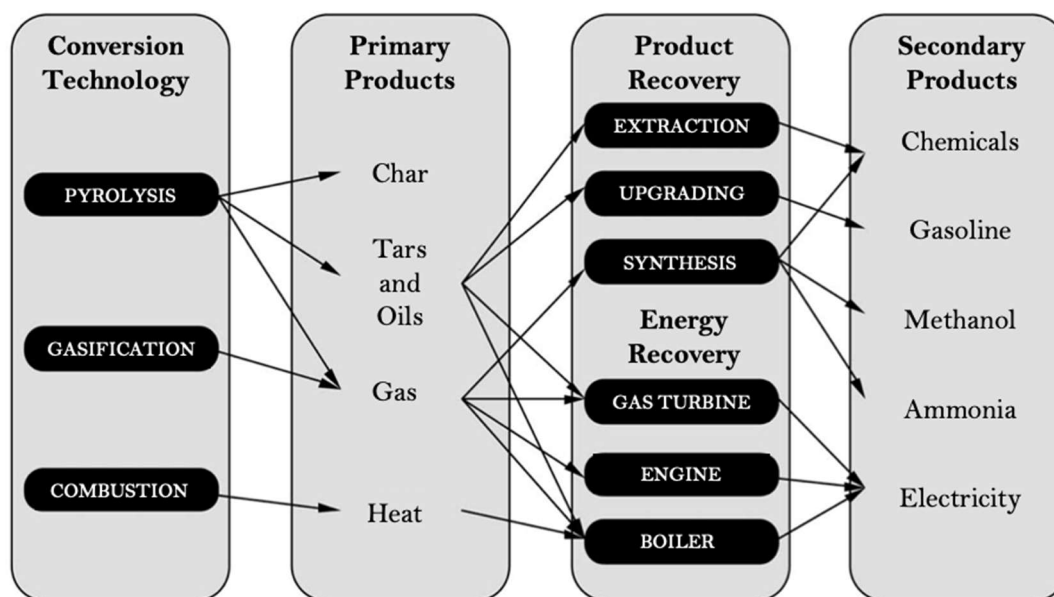 Conversion
Technology
PYROLYSIS
GASIFICATION
COMBUSTION
Primary
Products
Char
Tars
and
Oils
Gas
Heat
Product
Recovery
EXTRACTION
UPGRADING
SYNTHESIS
Energy
Recovery
GAS TURBINE
ENGINE
BOILER
Secondary
Products
Chemicals
Gasoline
Methanol
Ammonia
Electricity